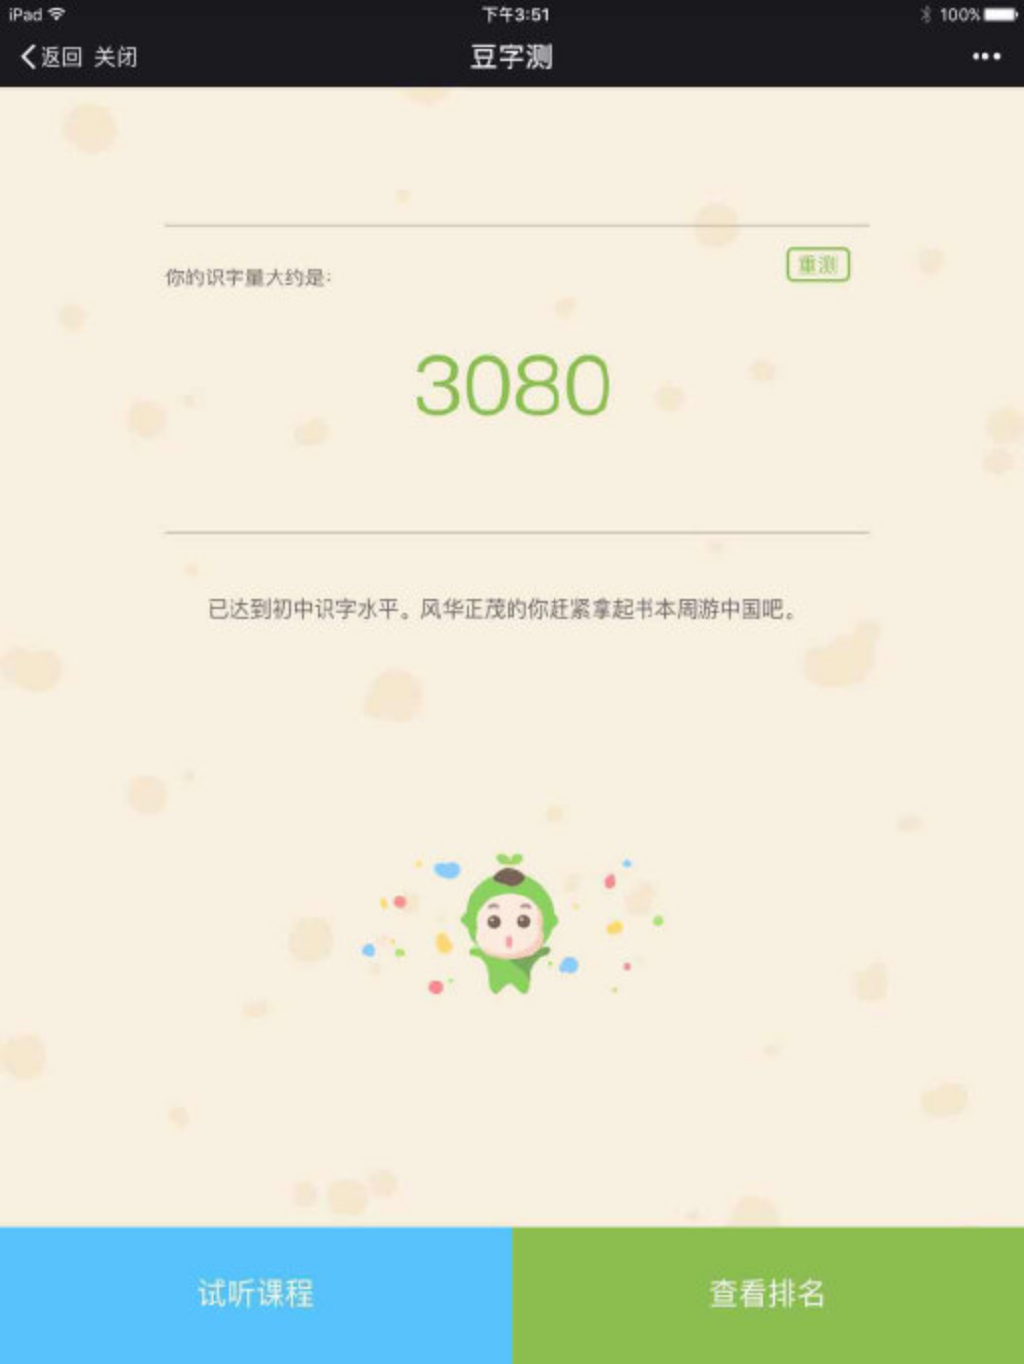 iPad 下午3:51 100%
返回 关闭 豆字测
重测
你的识字量大约是:
3080
已达到初中识字水平。风华正茂的你赶紧拿起书本周游中国吧。
试听课程 查看排名